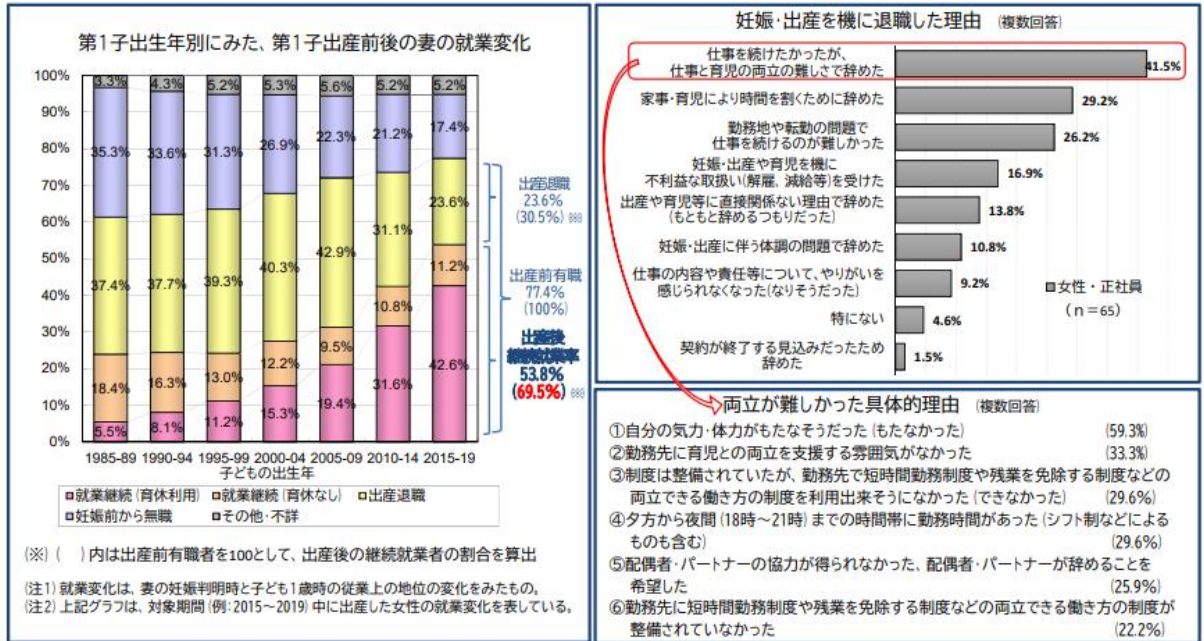 第1子出生年別にみた、第1子出産前後の妻の就業変化
100%
90%
80%
70%
60%
50%
40%
30%
20%
10%
0%
3.3%
4.3%
5.2%
5.3%
5.6%
5.2%
5.2%
35.3%
33.6%
31.3%
26.9%
22.3%
21.2%
17.4%
37.4%
37.7%
39.3%
40.3%
42.9%
31.1%
23.6%
18.4%
16.3%
13.0%
12.2%
9.5%
10.8%
11.2%
5.5%
8.1%
11.2%
15.3%
19.4%
31.6%
42.6%
1985-89 1990-94 1995-99 2000-04 2005-09 2010-14 2015-19
子どもの出生年
出産退職
23.6%
(30.5%)
出産前有職
77.4%
(100%)
出産後
継続就業率
53.8%
(69.5%)
就業継続(育休利用) 就業継続(育休なし) 出産退職
妊娠前から無職 その他・不詳
(※) ( ) 内は出産前有職者を100として、出産後の継続就業者の割合を算出
(注1) 就業変化は、妻の妊娠判明時と子ども1歳時の従業上の地位の変化をみたもの。
(注2) 上記グラフは、対象期間(例:2015～2019)中に出産した女性の就業変化を表している。
妊娠・出産を機に退職した理由 (複数回答)
仕事を続けたかったが、
仕事と育児の両立の難しさで辞めた
41.5%
家事・育児により時間を割くために辞めた
29.2%
勤務地や転勤の問題で
仕事を続けるのが難しかった
26.2%
妊娠・出産や育児を機に
不利益な取扱い(解雇、減給等)を受けた
16.9%
出産や育児等に直接関係ない理由で辞めた
(もともと辞めるつもりだった)
13.8%
妊娠・出産に伴う体調の問題で辞めた
10.8%
仕事の内容や責任等について、やりがいを
感じられなくなった(なりそうだった)
9.2%
特にない
4.6%
契約が終了する見込みだったため
辞めた
1.5%
女性・正社員
(n=65)
両立が難しかった具体的理由 (複数回答)
①自分の気力・体力がもたなそうだった(もたなかった) (59.3%)
②勤務先に育児との両立を支援する雰囲気がなかった (33.3%)
③制度は整備されていたが、勤務先で短時間勤務制度や残業を免除する制度などの
両立できる働き方の制度を利用出来そうになかった(できなかった) (29.6%)
④夕方から夜間(18時～21時)までの時間帯に勤務時間があった(シフト制などによる
ものも含む) (29.6%)
⑤配偶者・パートナーの協力が得られなかった、配偶者・パートナーが辞めることを
希望した (25.9%)
⑥勤務先に短時間勤務制度や残業を免除する制度などの両立できる働き方の制度が
整備されていなかった (22.2%)